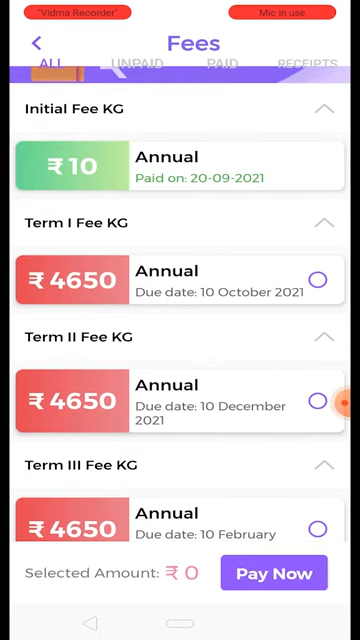 "Vidma Recorder"
Mic in use
Fees
ALL
UNPAID
PAID
RECEIPTS
Initial Fee KG
₹ 10
Annual
Paid on: 20-09-2021
Term I Fee KG
₹ 4650
Annual
Due date: 10 October 2021
Term II Fee KG
₹ 4650
Annual
Due date: 10 December
2021
Term III Fee KG
₹ 4650
Annual
Due date: 10 February
Selected Amount: ₹ 0
Pay Now